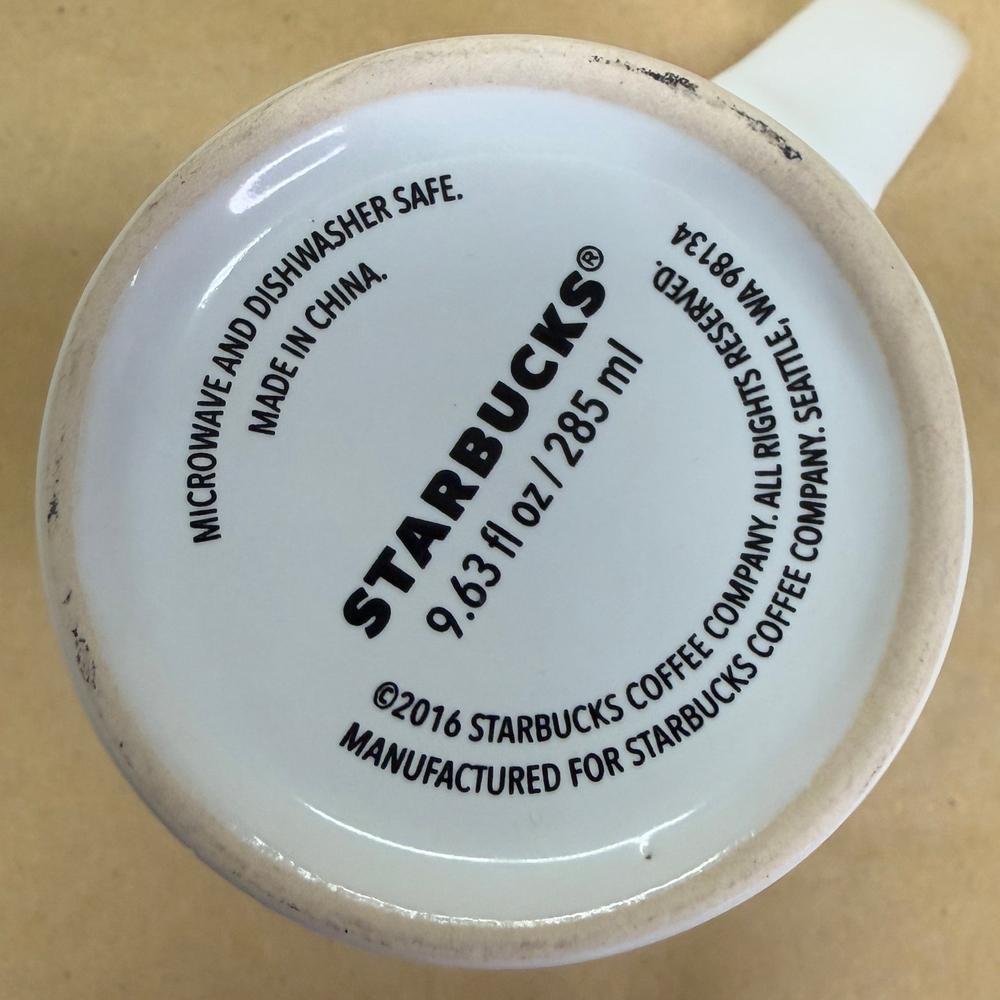 MICROWAVE AND DISHWASHER SAFE.
MADE IN CHINA.
STARBUCKS®
9.63 fl oz / 285 ml
©2016 STARBUCKS COFFEE COMPANY. ALL RIGHTS RESERVED.
MANUFACTURED FOR STARBUCKS COFFEE COMPANY. SEATTLE, WA 98134